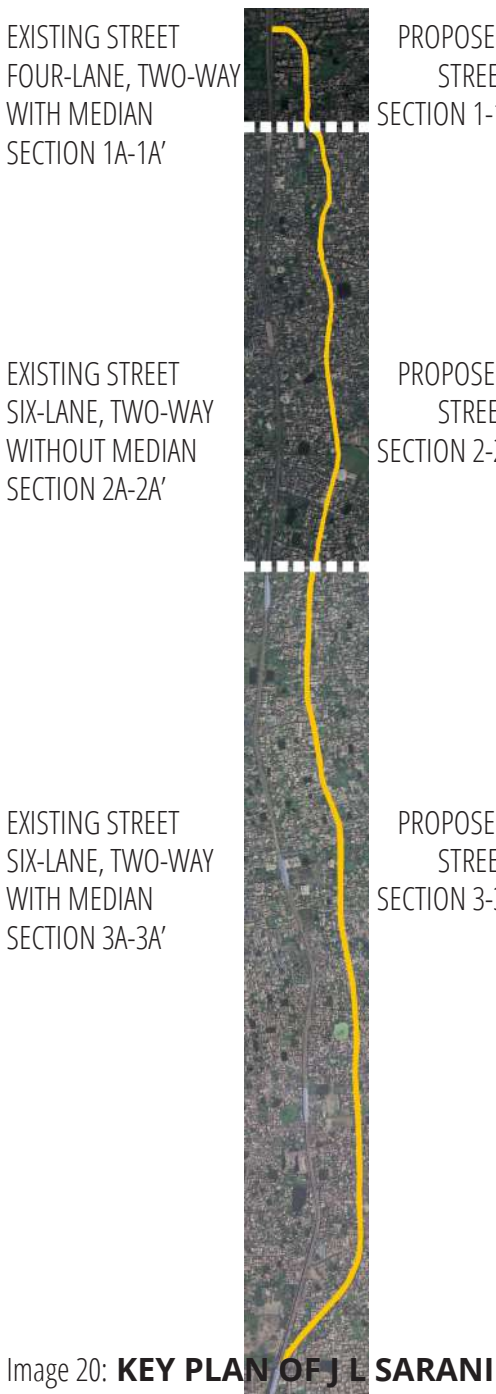 EXISTING STREET
FOUR-LANE, TWO-WAY
WITH MEDIAN
SECTION 1A-1A’
PROPOSE
STREE
SECTION 1-
EXISTING STREET
SIX-LANE, TWO-WAY
WITHOUT MEDIAN
SECTION 2A-2A’
PROPOSE
STREE
SECTION 2-
EXISTING STREET
SIX-LANE, TWO-WAY
WITH MEDIAN
SECTION 3A-3A’
PROPOSE
STREE
SECTION 3-
Image 20: KEY PLAN OF J L SARANI